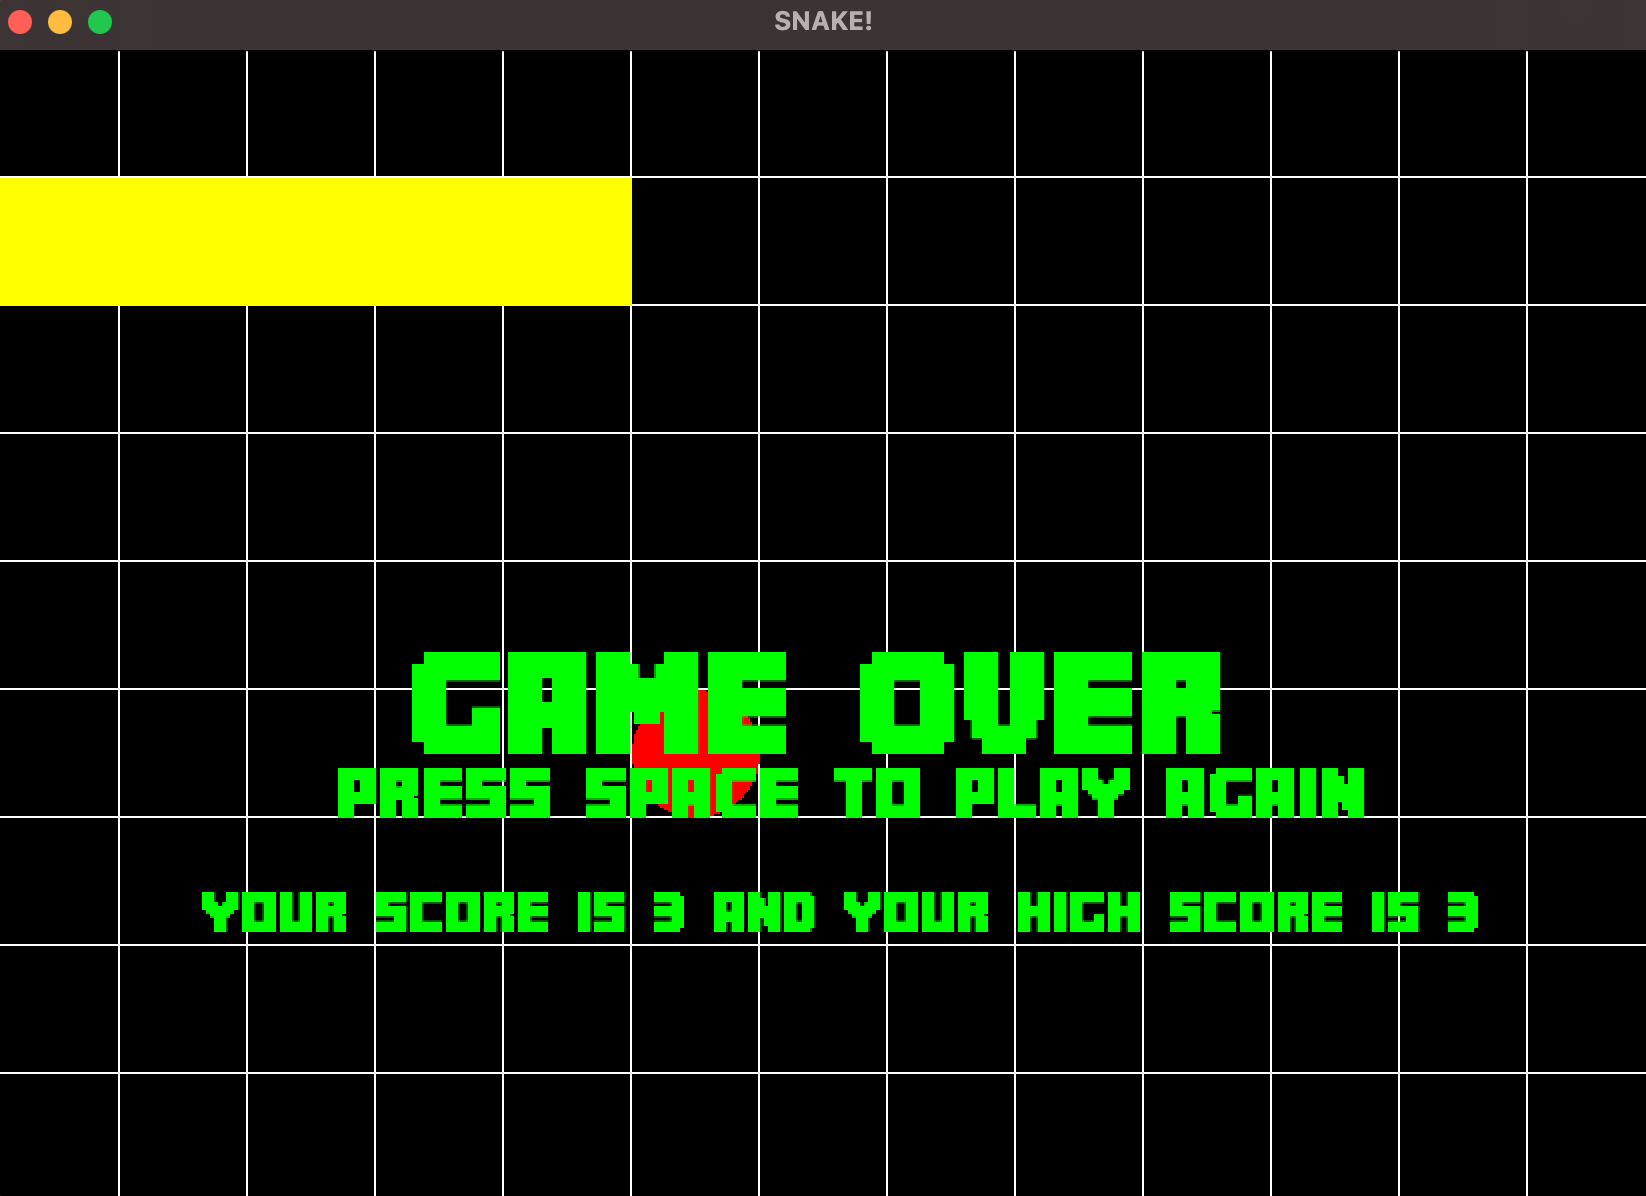 SNAKE!
GAME OVER
PRESS SPACE TO PLAY AGAIN
YOUR SCORE IS 3 AND YOUR HIGH SCORE IS 3